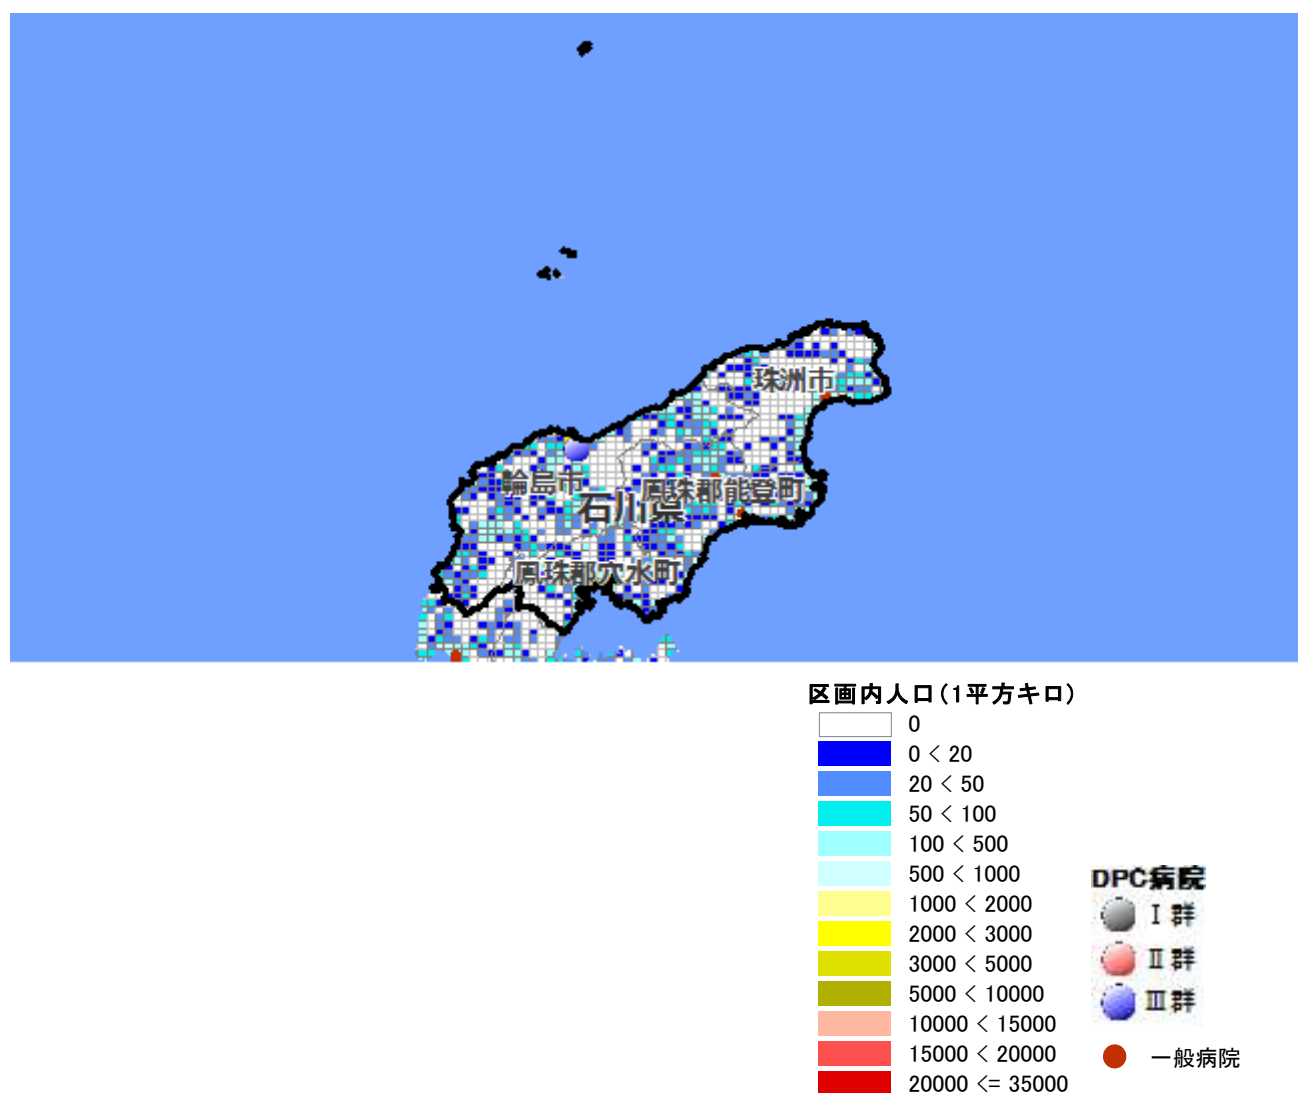 珠洲市
輪島市
鳳珠郡能登町
石川県
鳳珠郡穴水町
区画内人口(1平方キロ)
0
0 < 20
20 < 50
50 < 100
100 < 500
500 < 1000
1000 < 2000
2000 < 3000
3000 < 5000
5000 < 10000
10000 < 15000
15000 < 20000
20000 <= 35000
DPC病院
Ⅰ群
Ⅱ群
Ⅲ群
一般病院